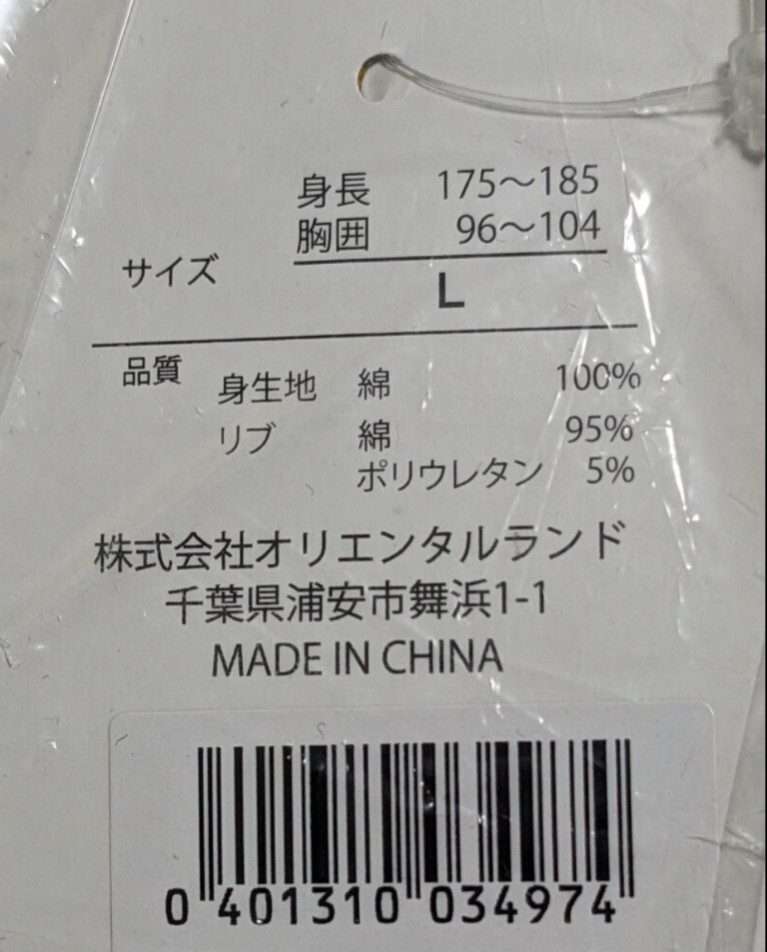 身長 175～185
胸囲 96～104
サイズ
L
品質 身生地 綿 100%
リブ 綿 95%
ポリウレタン 5%
株式会社オリエンタルランド
千葉県浦安市舞浜1-1
MADE IN CHINA
0 401310 034974